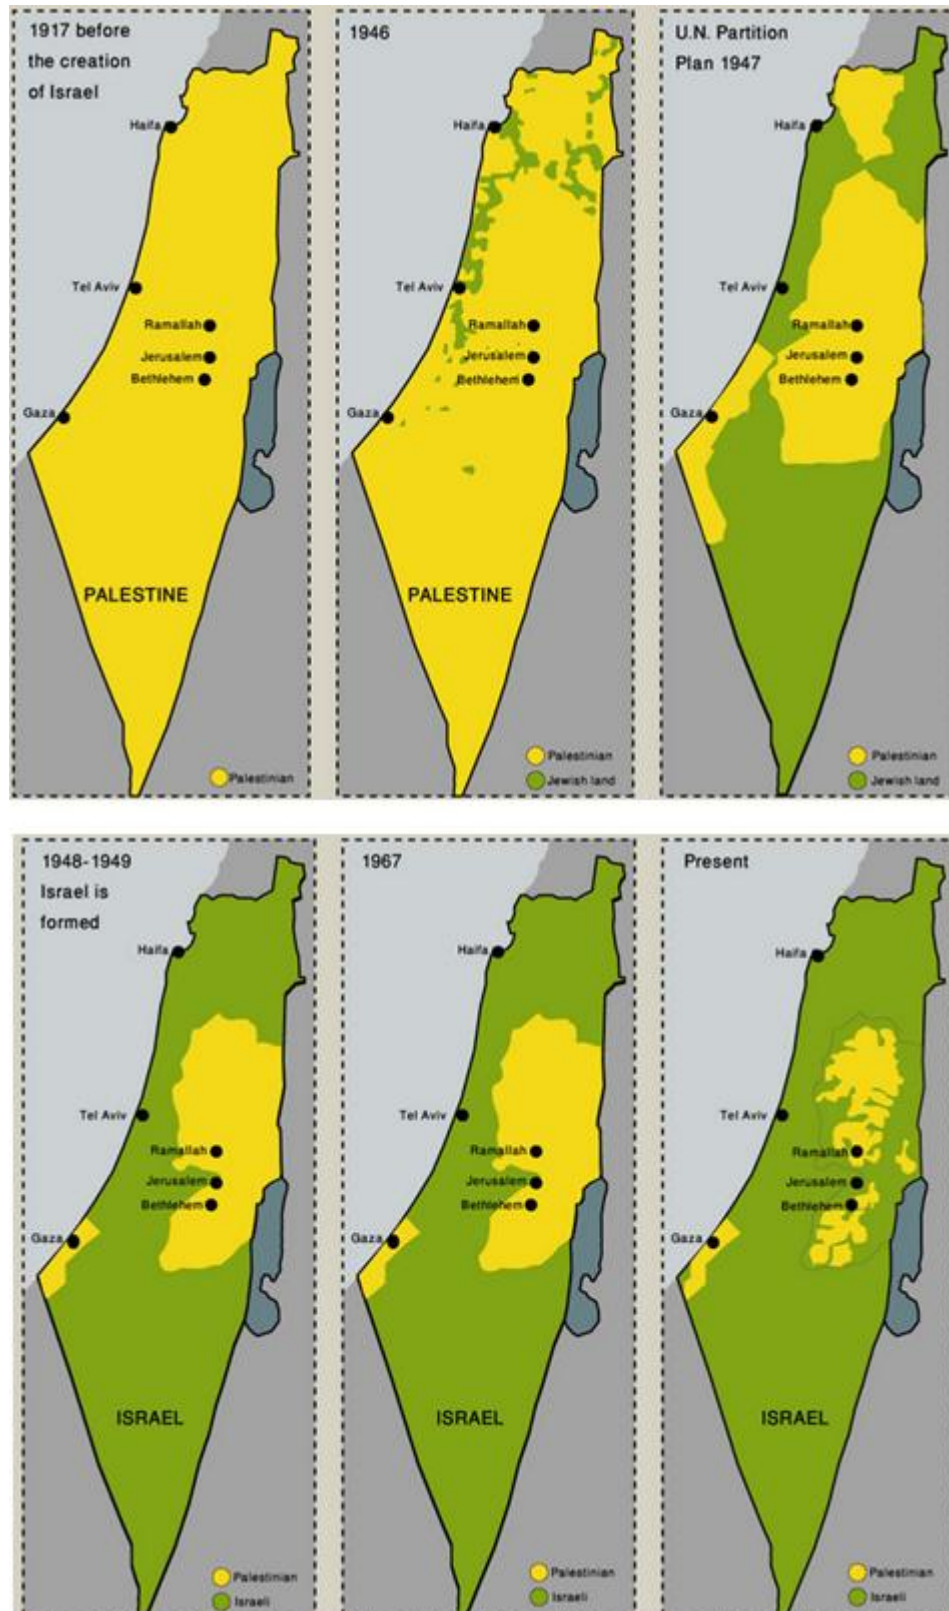 1917 before
the creation
of Israel
Haifa
Tel Aviv
Ramallah
Jerusalem
Bethlehem
Gaza
PALESTINE
Palestinian
1946
Haifa
Tel Aviv
Ramallah
Jerusalem
Bethlehem
Gaza
PALESTINE
Palestinian
Jewish land
U.N. Partition
Plan 1947
Haifa
Tel Aviv
Ramallah
Jerusalem
Bethlehem
Gaza
Palestinian
Jewish land
1948-1949
Israel is
formed
Haifa
Tel Aviv
Ramallah
Jerusalem
Bethlehem
Gaza
ISRAEL
Palestinian
Israeli
1967
Haifa
Tel Aviv
Ramallah
Jerusalem
Bethlehem
Gaza
ISRAEL
Palestinian
Israeli
Present
Haifa
Tel Aviv
Ramallah
Jerusalem
Bethlehem
Gaza
ISRAEL
Palestinian
Israeli